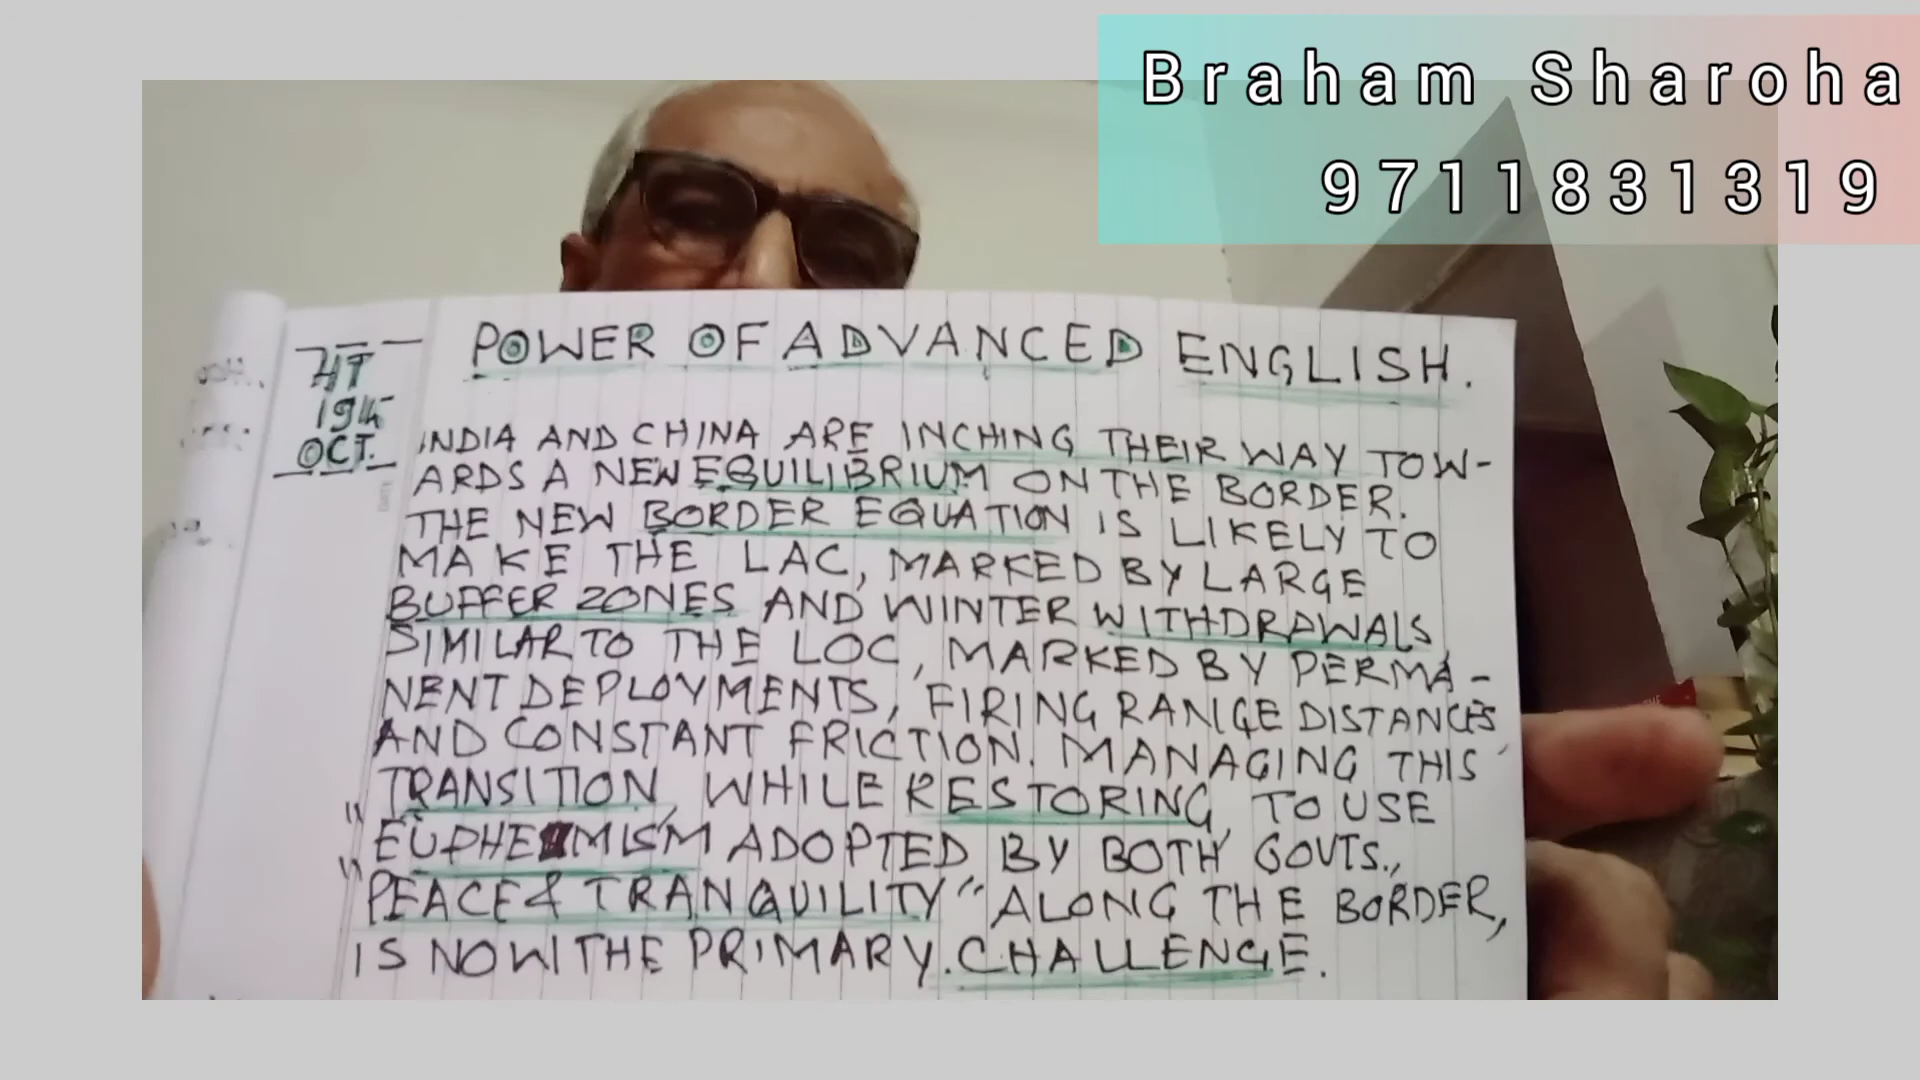 Braham Sharoha
9711831319
HT
19th
OCT.
POWER OF ADVANCED ENGLISH.
INDIA AND CHINA ARE INCHING THEIR WAY TOW-
ARDS A NEW EQUILIBRIUM ON THE BORDER.
THE NEW BORDER EQUATION IS LIKELY TO
MAKE THE LAC, MARKED BY LARGE
BUFFER ZONES AND WINTER WITHDRAWALS
SIMILAR TO THE LOC, MARKED BY PERMA-
NENT DEPLOYMENTS, FIRING RANGE DISTANCES
AND CONSTANT FRICTION. MANAGING THIS
TRANSITION, WHILE RESTORING, TO USE
"EUPHEMISM ADOPTED BY BOTH GOVTS.,
"PEACE & TRANQUILITY" ALONG THE BORDER,
IS NOW THE PRIMARY. CHALLENGE.